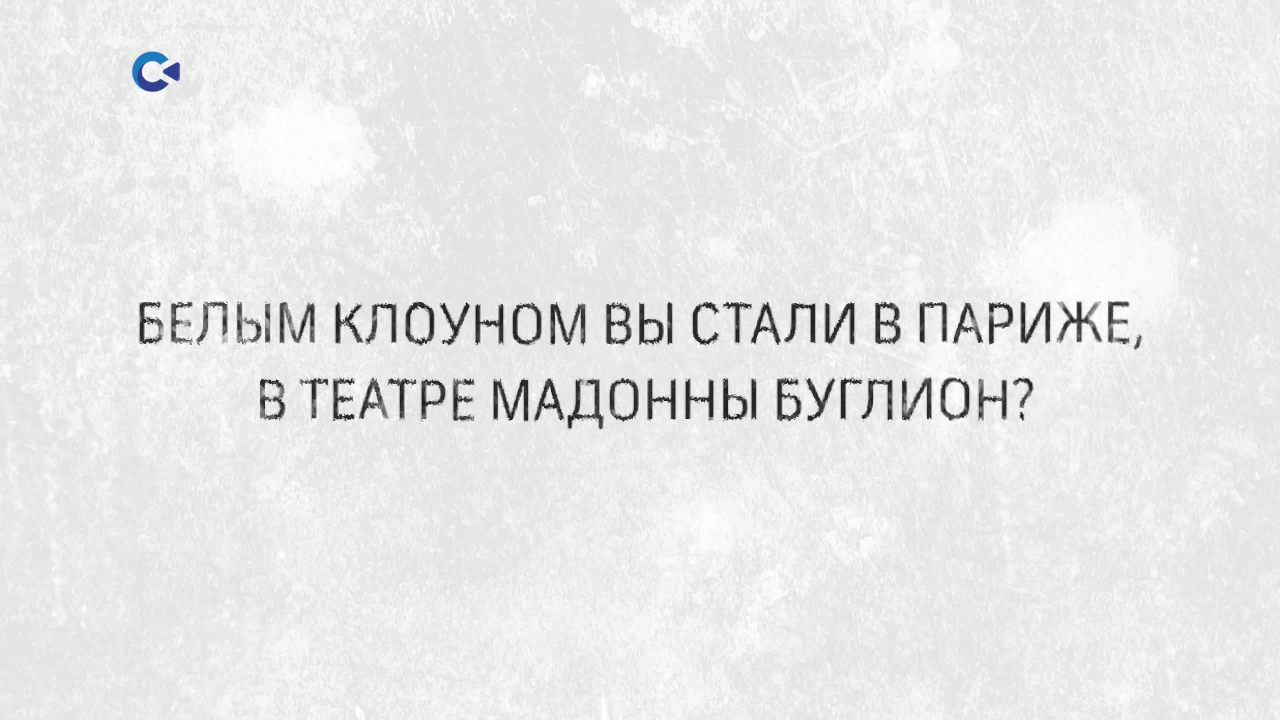 БЕЛЫМ КЛОУНОМ ВЫ СТАЛИ В ПАРИЖЕ,
В ТЕАТРЕ МАДОННЫ БУГЛИОН?